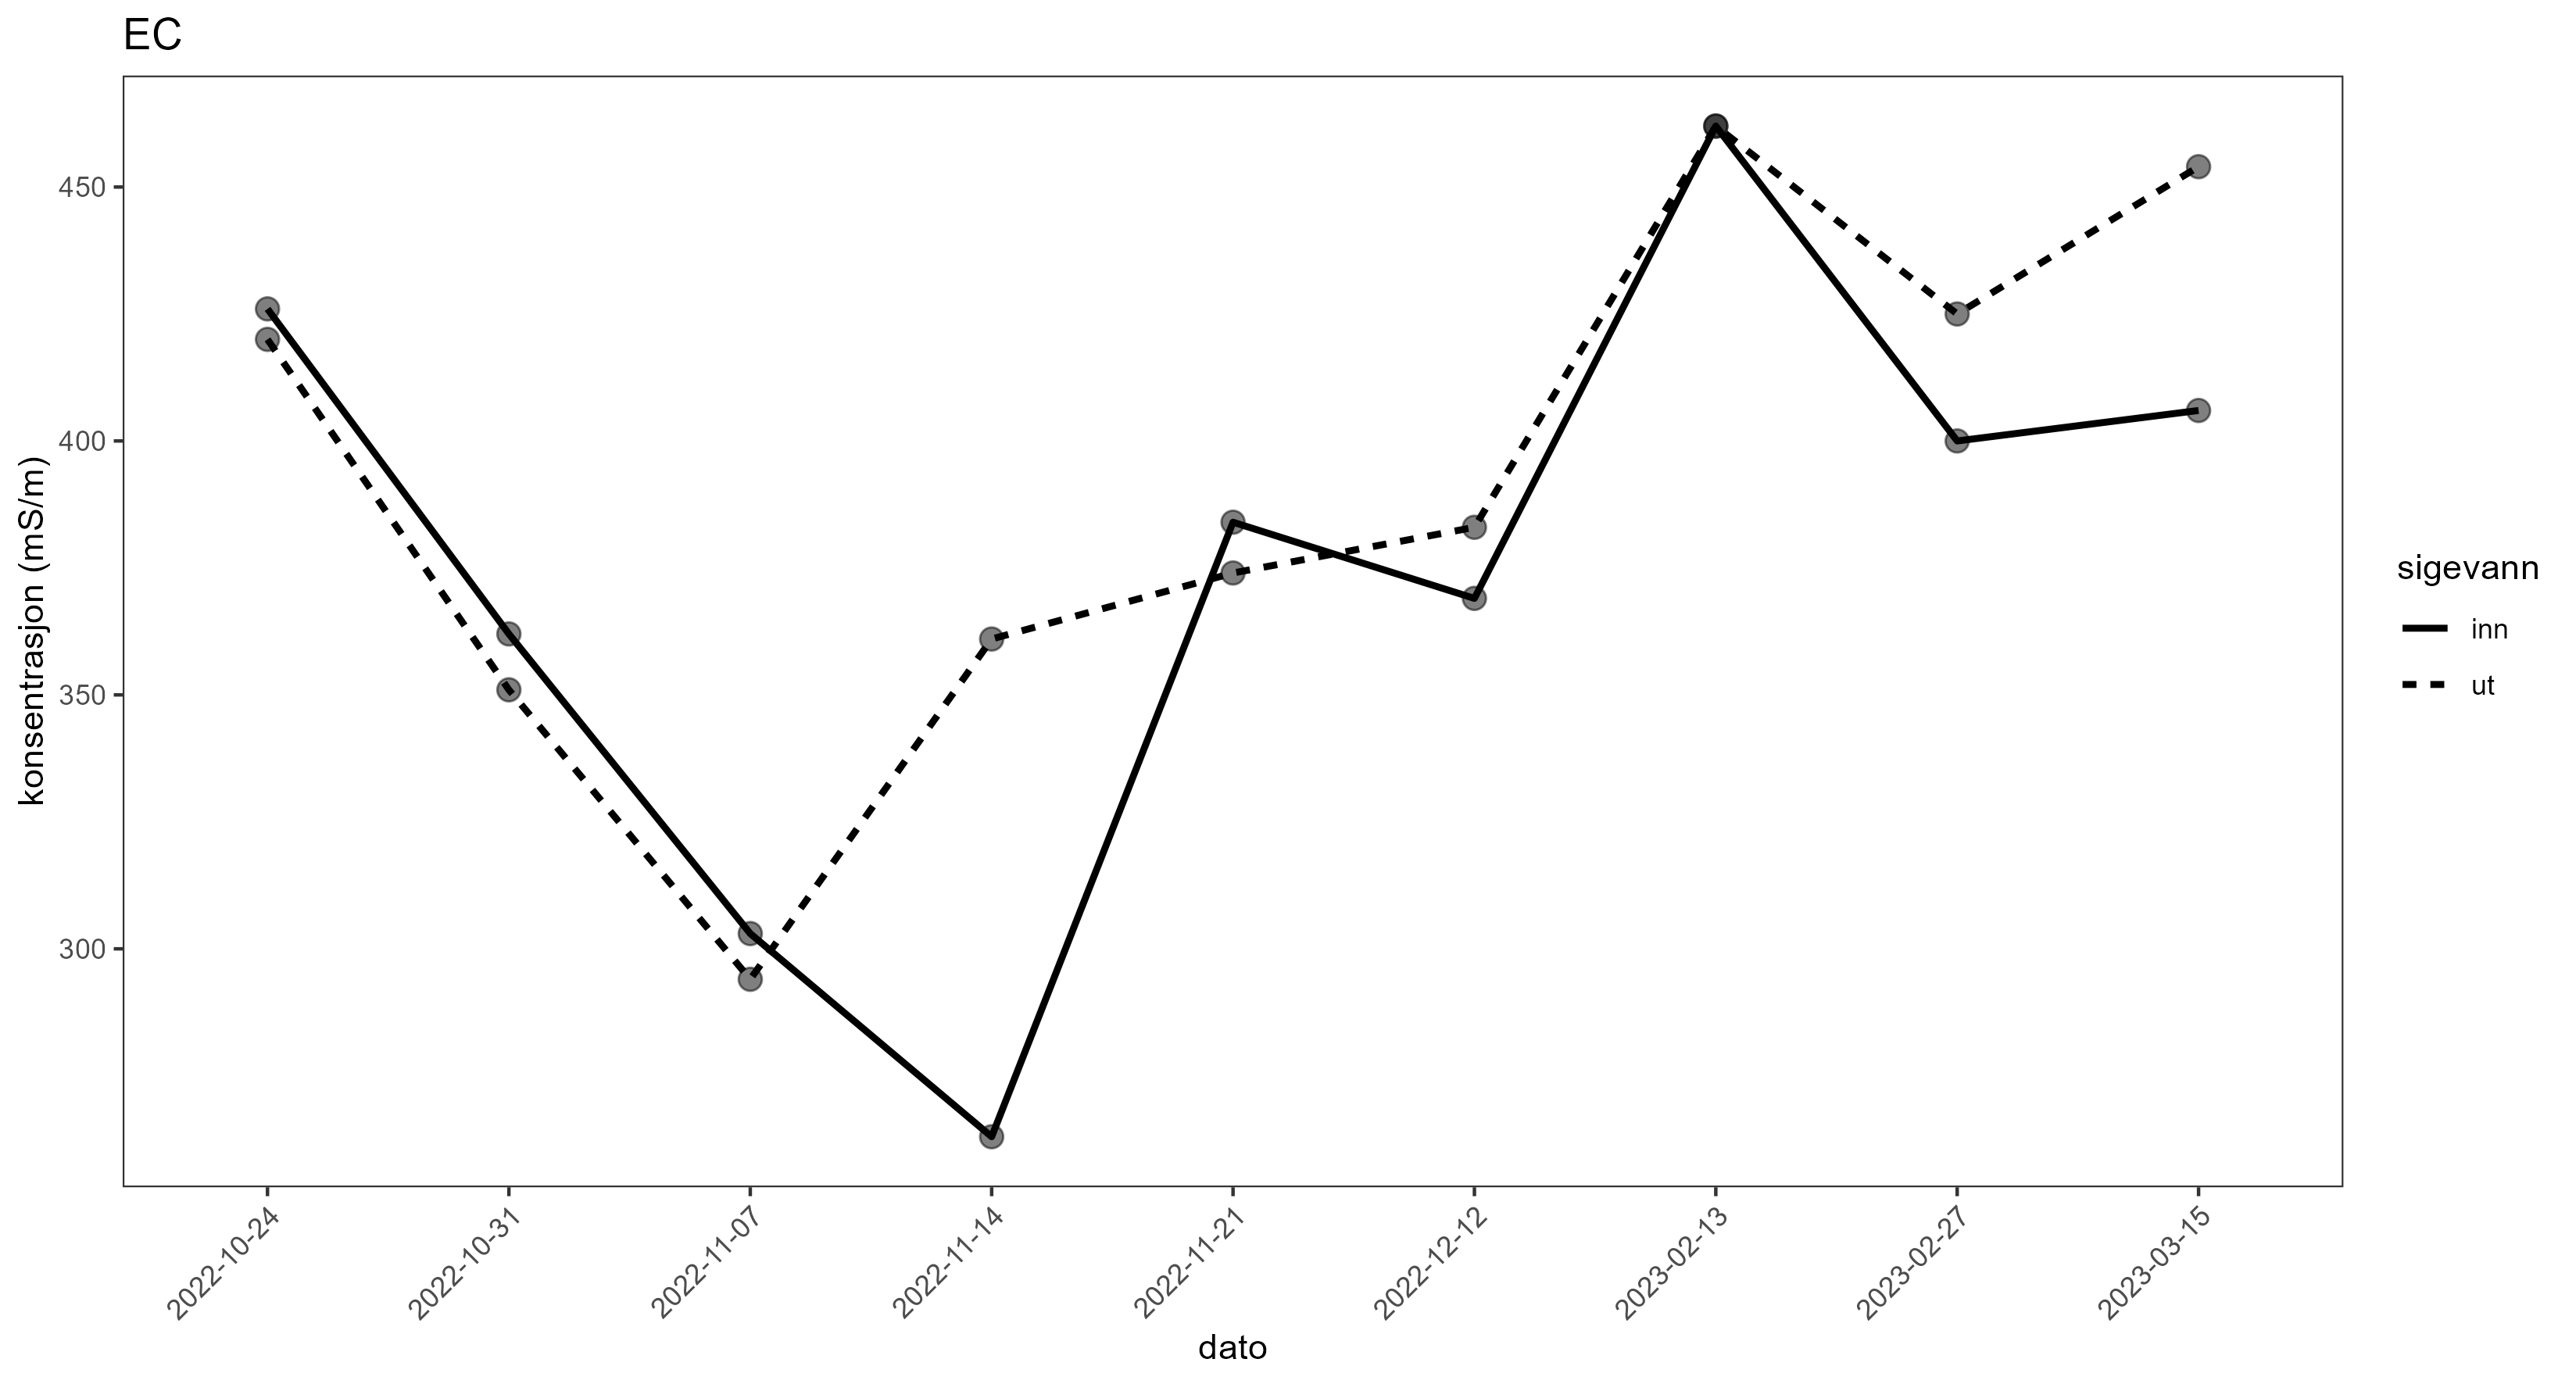 EC
konsentrasjon (mS/m)
450
400
350
300
2022-10-24
2022-10-31
2022-11-07
2022-11-14
2022-11-21
2022-12-12
2023-02-13
2023-02-27
2023-03-15
dato
sigevann
inn
ut